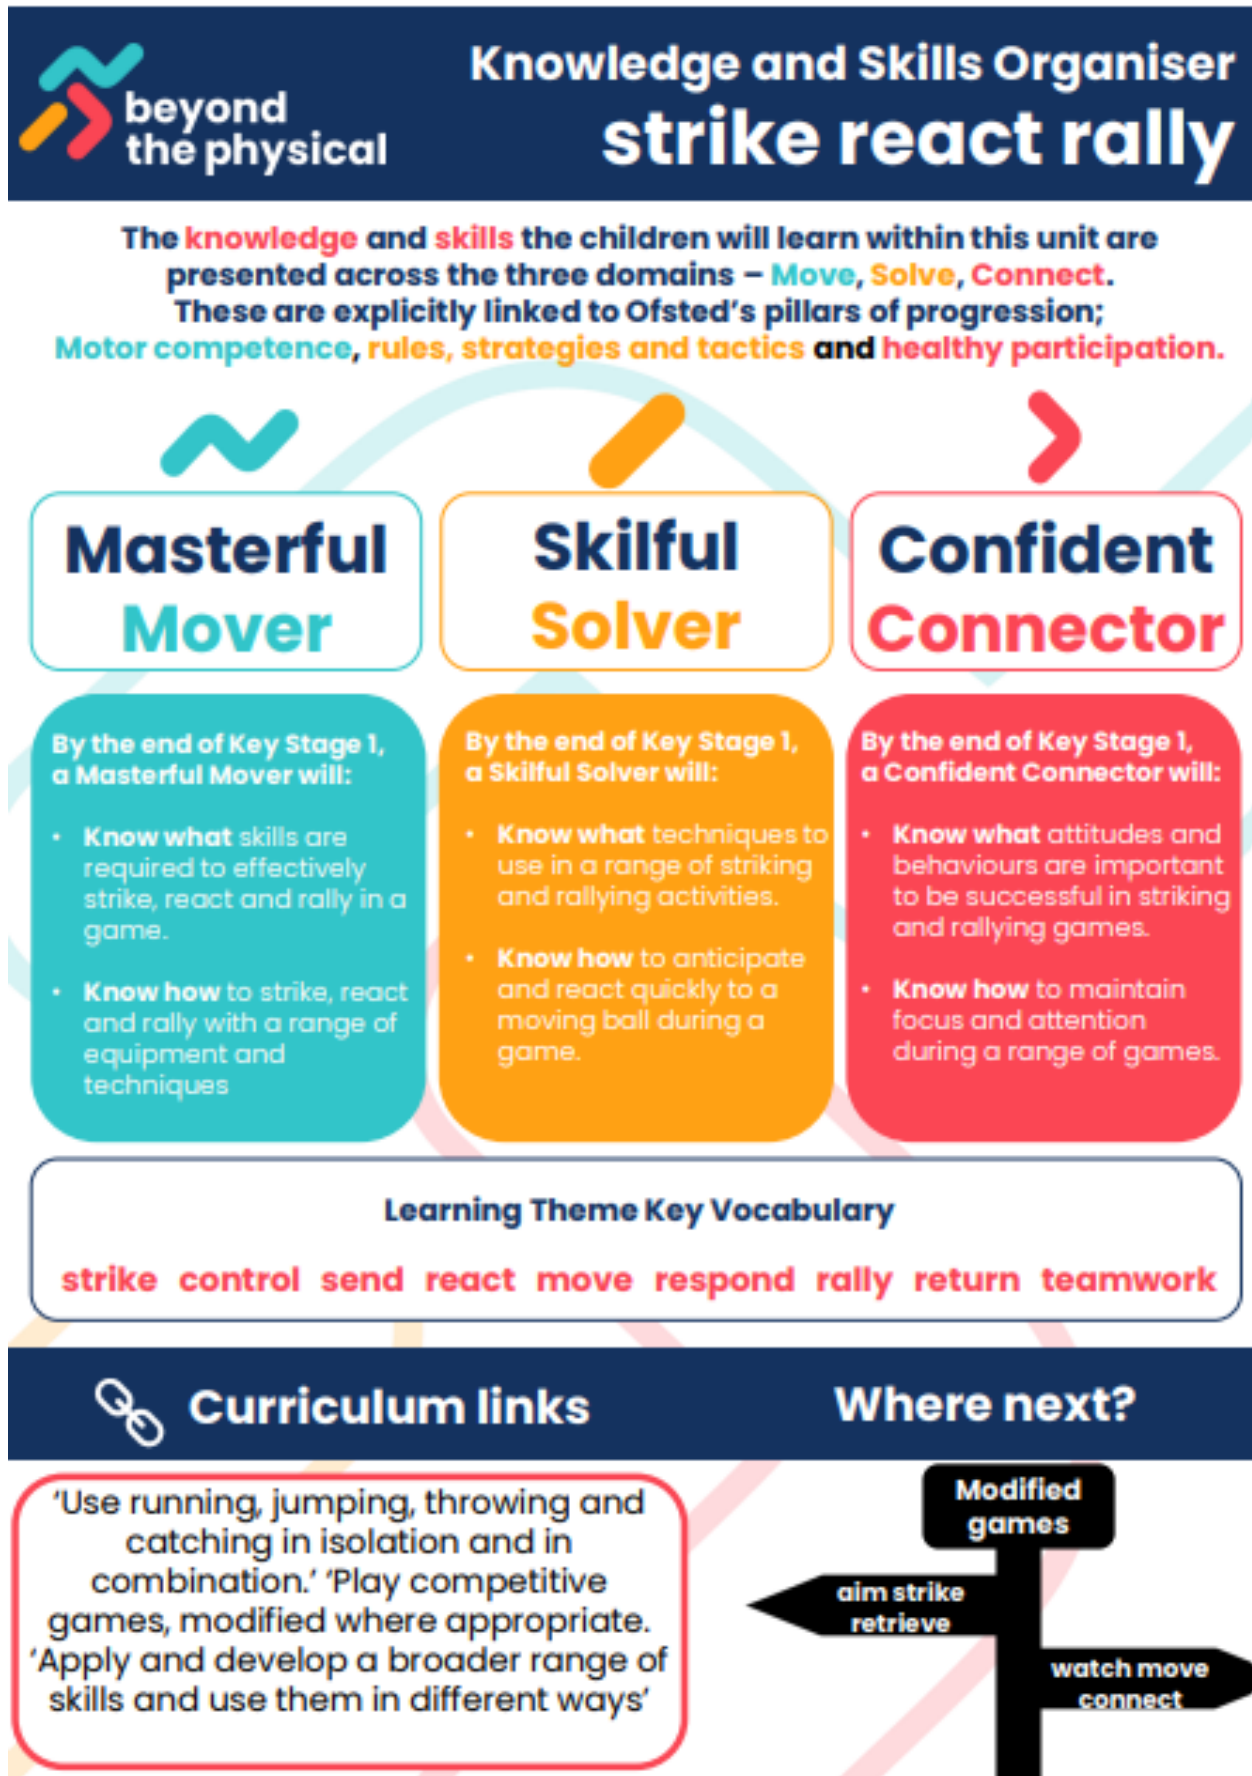 beyond
the physical
Knowledge and Skills Organiser
strike react rally
The knowledge and skills the children will learn within this unit are
presented across the three domains – Move, Solve, Connect.
These are explicitly linked to Ofsted's pillars of progression;
Motor competence, rules, strategies and tactics and healthy participation.
Masterful
Mover
Skilful
Solver
Confident
Connector
By the end of Key Stage 1,
a Masterful Mover will:
• Know what skills are
required to effectively
strike, react and rally in a
game.
• Know how to strike, react
and rally with a range of
equipment and
techniques
By the end of Key Stage 1,
a Skilful Solver will:
• Know what techniques to
use in a range of striking
and rallying activities.
• Know how to anticipate
and react quickly to a
moving ball during a
game.
By the end of Key Stage 1,
a Confident Connector will:
• Know what attitudes and
behaviours are important
to be successful in striking
and rallying games.
• Know how to maintain
focus and attention
during a range of games.
Learning Theme Key Vocabulary
strike control send react move respond rally return teamwork
Curriculum links
'Use running, jumping, throwing and
catching in isolation and in
combination.' 'Play competitive
games, modified where appropriate.
'Apply and develop a broader range of
skills and use them in different ways'
Where next?
Modified
games
aim strike
retrieve
watch move
connect